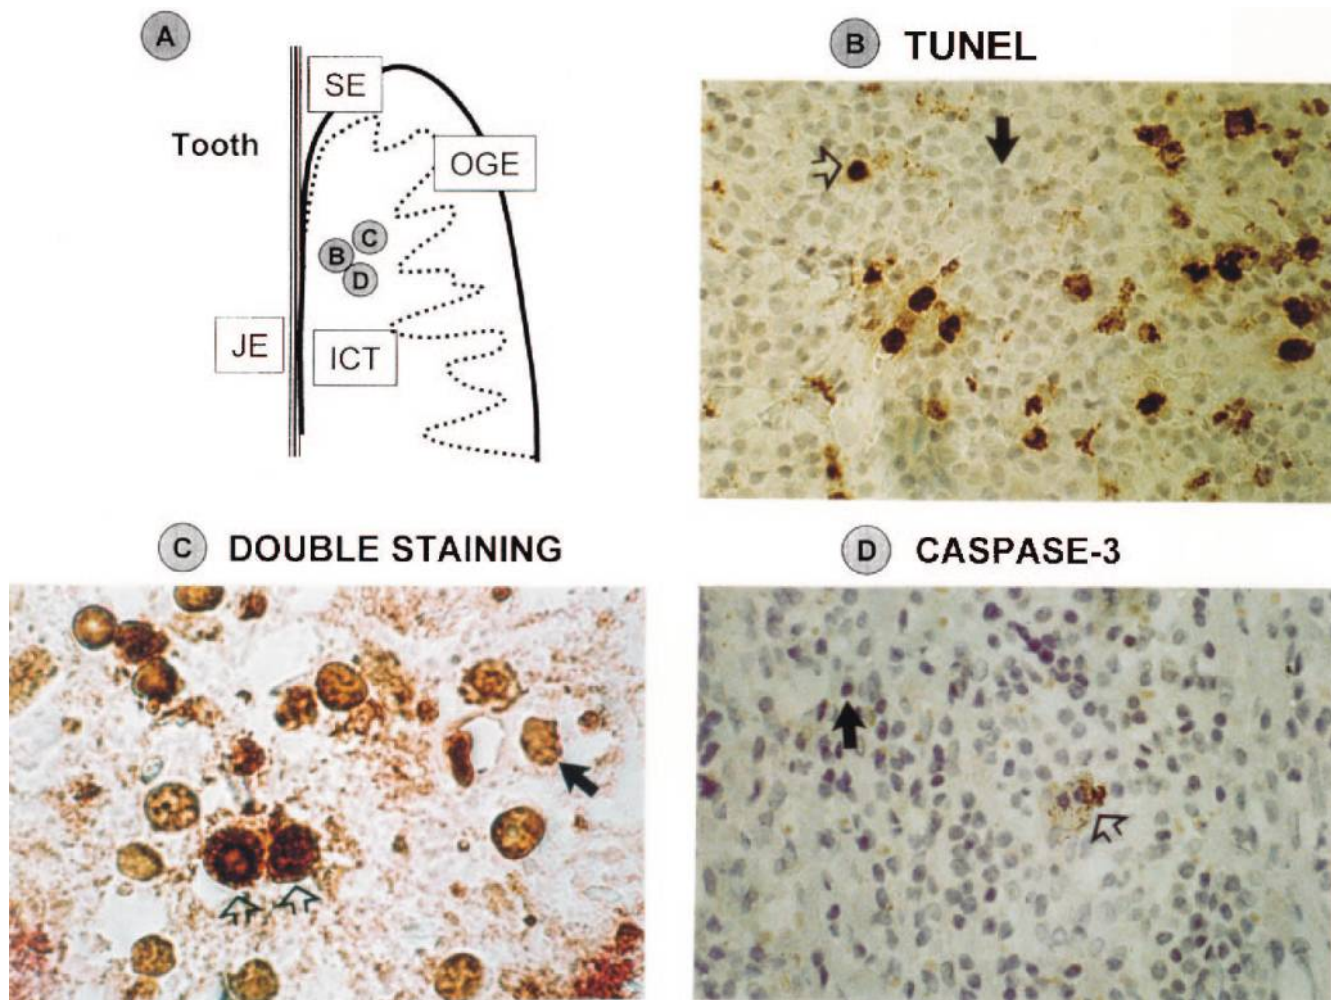 A
SE
Tooth
OGE
C
B
D
JE
ICT
B TUNEL
C DOUBLE STAINING
D CASPASE-3